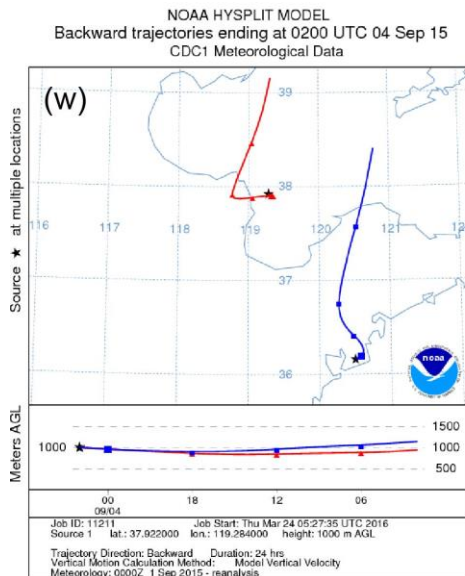 NOAA HYSPLIT MODEL
Backward trajectories ending at 0200 UTC 04 Sep 15
CDC1 Meteorological Data
(w)
39
38
116 117 118 119 120 121 122
37
36
Source ★ at multiple locations
noaa
Meters AGL
1500
1000 1000
500
00 18 12 06
09/04
Job ID: 11211 Job Start: Thu Mar 24 05:27:35 UTC 2016
Source 1 lat.: 37.922000 lon.: 119.284000 height: 1000 m AGL
Trajectory Direction: Backward Duration: 24 hrs
Vertical Motion Calculation Method: Model Vertical Velocity
Meteorology: 0000Z 1 Sep 2015 - reanalysis